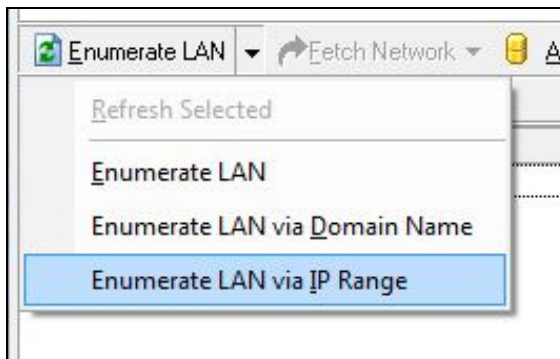 Enumerate LAN Fetch Network A
Refresh Selected
Enumerate LAN
Enumerate LAN via Domain Name
Enumerate LAN via IP Range